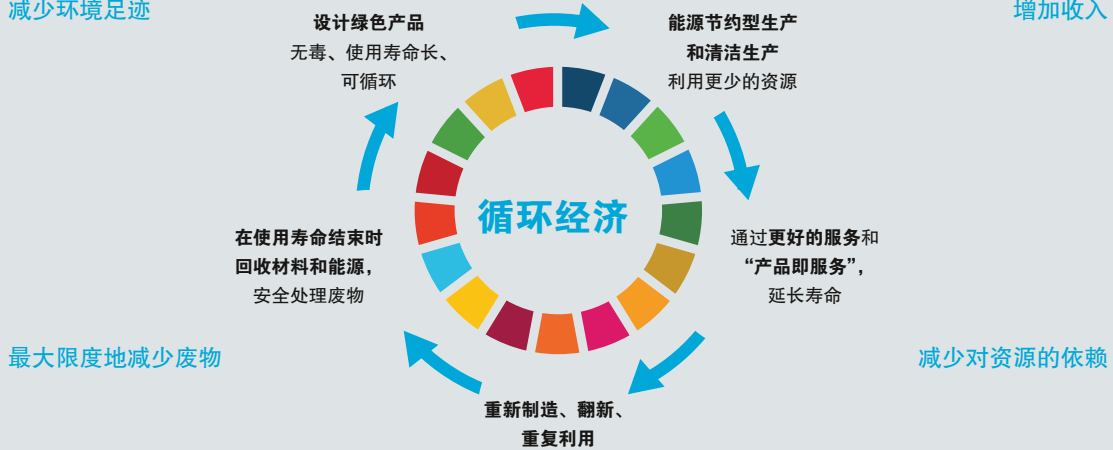 减少环境足迹
增加收入
设计绿色产品
无毒、使用寿命长、
可循环
能源节约型生产
和清洁生产
利用更少的资源
循环经济
在使用寿命结束时
回收材料和能源，
安全处理废物
通过更好的服务和
“产品即服务”，
延长寿命
最大限度地减少废物
减少对资源的依赖
重新制造、翻新、
重复利用